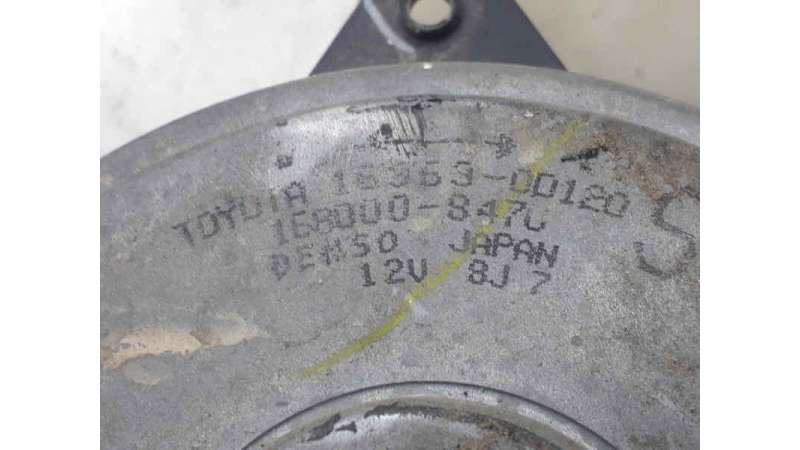 TOYOTA 16363-0D120
168000-8470
DENSO JAPAN
12V 8J 7
S